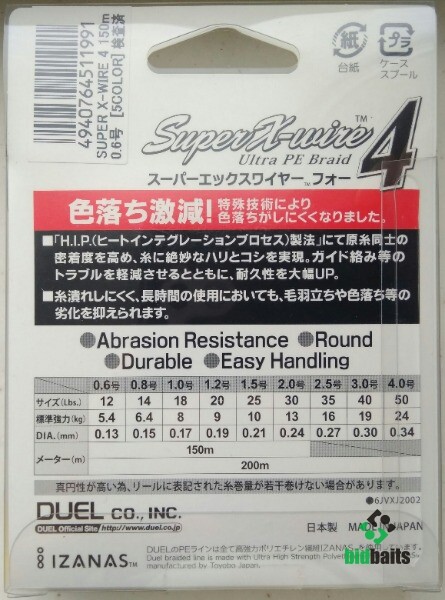 4940764511991
SUPER X-WIRE 4 150m
0.6号 [5COLOR] 検査済
紙
台紙
プラ
ケース
スプール
Super X-wire 4™
Ultra PE Braid
スーパーエックスワイヤー™フォー
色落ち激減! 特殊技術により
色落ちがしにくくなりました。
■「H.I.P.(ヒートインテグレーションプロセス)製法」にて原糸同士の
密着度を高め、糸に絶妙なハリとコシを実現。ガイド絡み等の
トラブルを軽減させるとともに、耐久性を大幅UP。
■糸潰れしにくく、長時間の使用においても、毛羽立ちや色落ち等の
劣化を抑えられます。
●Abrasion Resistance ●Round
●Durable ●Easy Handling
0.6号 0.8号 1.0号 1.2号 1.5号 2.0号 2.5号 3.0号 4.0号
サイズ(Lbs.) 12 14 18 20 25 30 35 40 50
標準強力(kg) 5.4 6.4 8 9 10 13 16 19 24
DIA.(mm) 0.13 0.15 0.17 0.19 0.21 0.24 0.27 0.30 0.34
メーター(m) 150m
200m
真円性が高い為、リールに表記された糸巻量が若干巻けない場合があります。
●6JVXJ2002
DUEL CO., INC.
DUEL Official Site http://www.duel.co.jp/
日本製 MADE IN JAPAN
IZANAS™
DUELのPEラインは全て高強力ポリエチレン繊維IZANASを使用しています。
Duel braided line is made with Ultra High Strength
manufactured by Toyobo Japan.
bidbaits